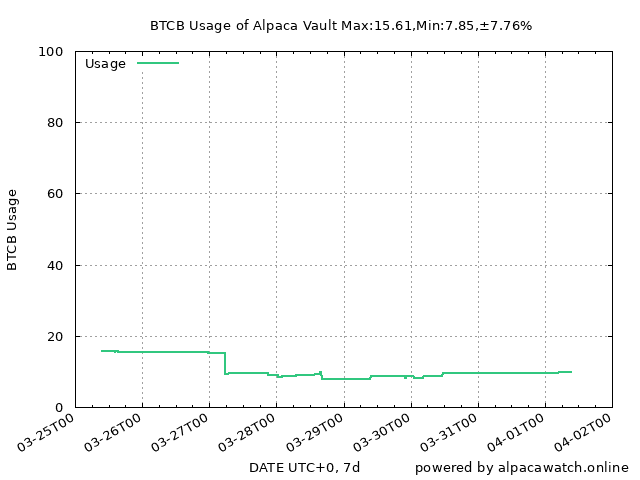 BTCB Usage of Alpaca Vault Max:15.61,Min:7.85,±7.76%
Usage
BTCB Usage
100
80
60
40
20
0
03-25T00
03-26T00
03-27T00
03-28T00
03-29T00
03-30T00
03-31T00
04-01T00
04-02T00
DATE UTC+0, 7d
powered by alpacawatch.online